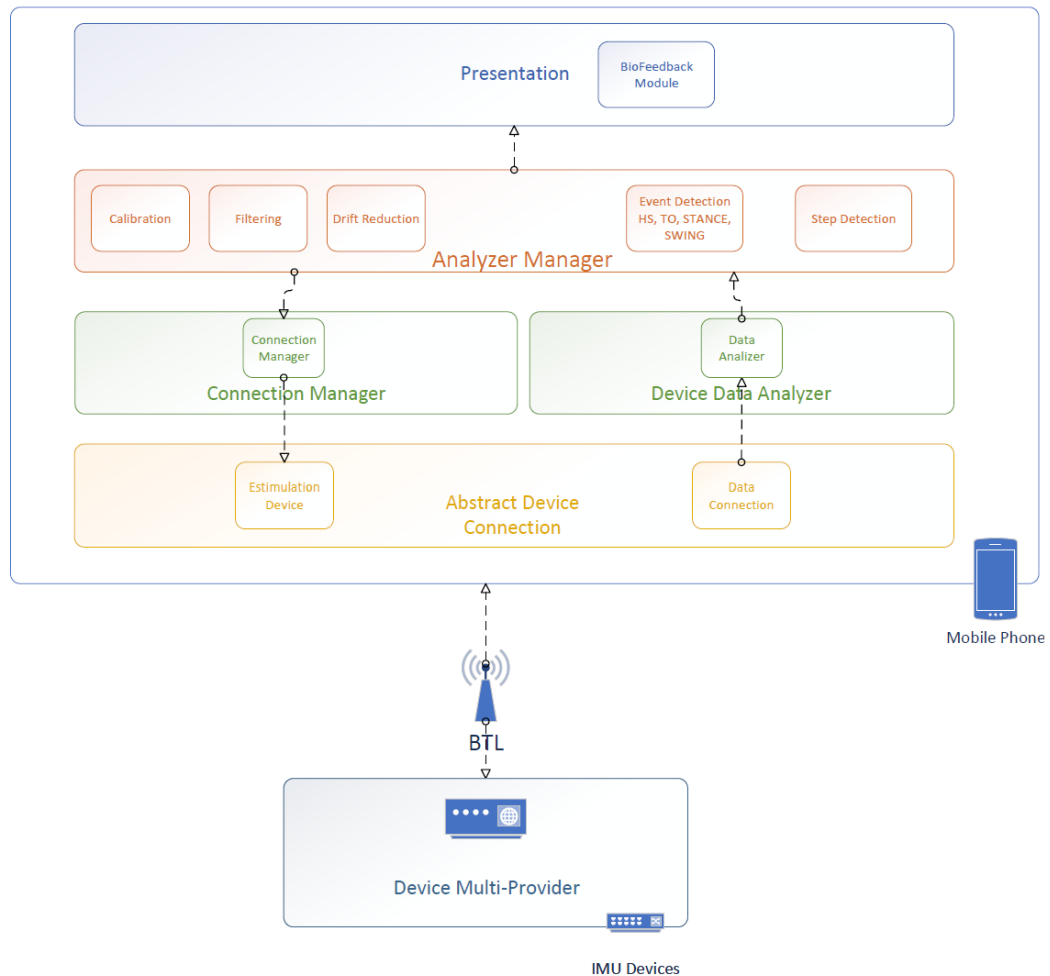 Presentation
BioFeedback
Module
Calibration
Filtering
Drift Reduction
Event Detection
HS, TO, STANCE,
SWING
Step Detection
Analyzer Manager
Connection
Manager
Connection Manager
Data
Analizer
Device Data Analyzer
Estimulation
Device
Abstract Device
Connection
Data
Connection
Mobile Phone
BTL
Device Multi-Provider
IMU Devices